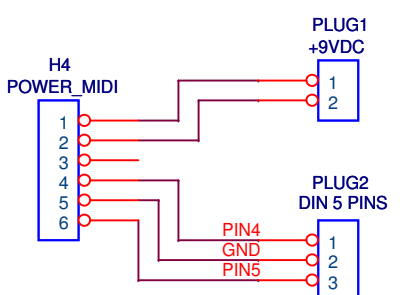 PLUG1
+9VDC
H4
POWER_MIDI
1
2
1
2
3
4
5
6
PLUG2
DIN 5 PINS
PIN4
GND
PIN5
1
2
3